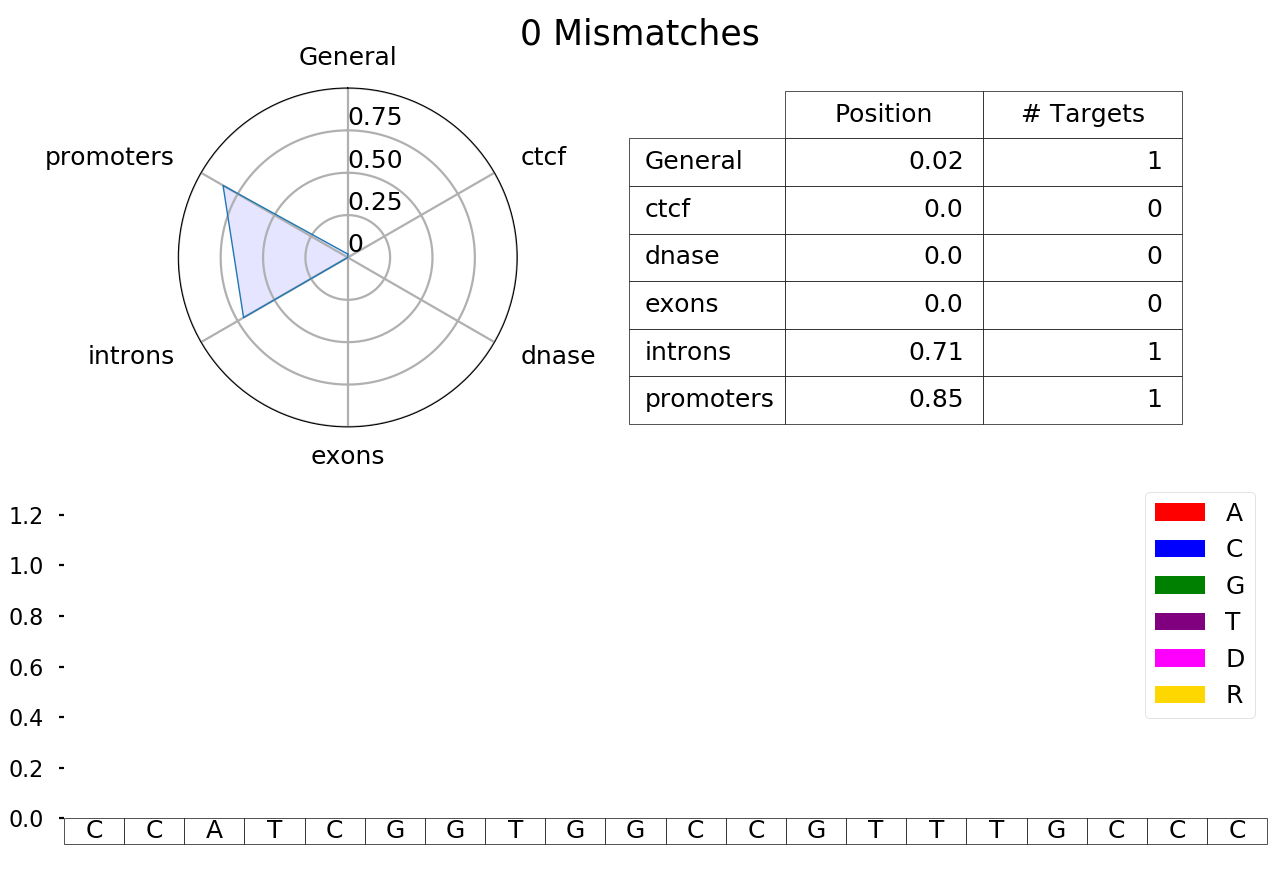 0 Mismatches
General
promoters
ctcf
0.75
0.50
0.25
0
introns
dnase
exons
Position # Targets
General 0.02 1
ctcf 0.0 0
dnase 0.0 0
exons 0.0 0
introns 0.71 1
promoters 0.85 1
1.2
1.0
0.8
0.6
0.4
0.2
0.0
A
C
G
T
D
R
C C A T C G G T G G C C G T T T G C C C